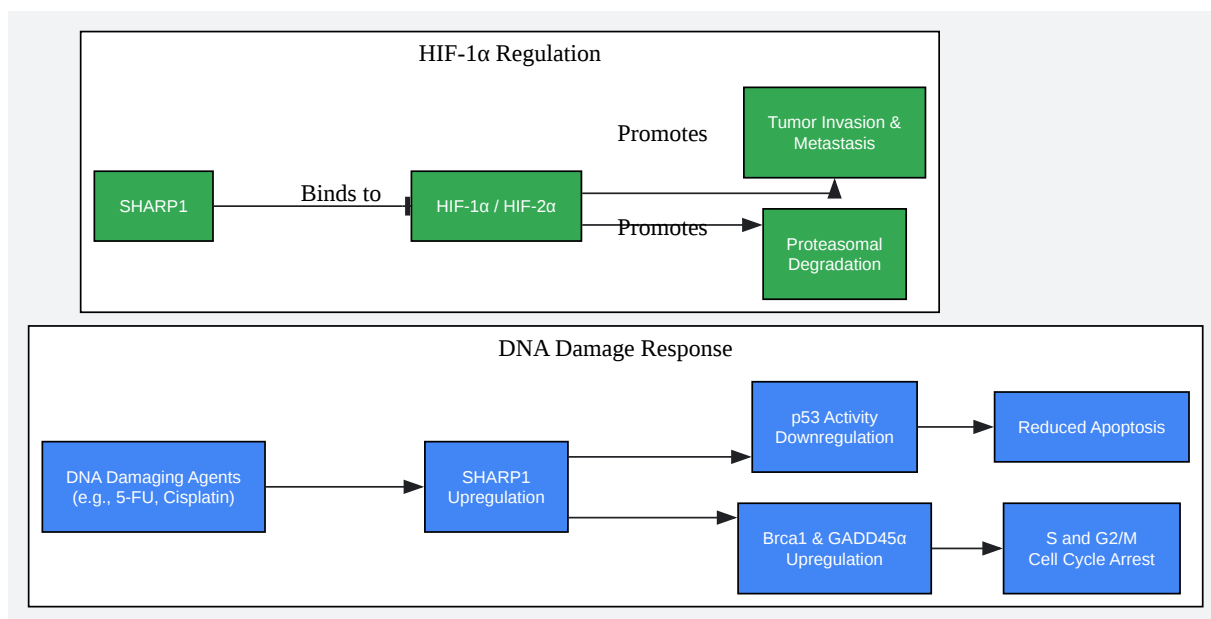 HIF-1α Regulation
SHARP1
Binds to
HIF-1α / HIF-2α
Promotes
Tumor Invasion &
Metastasis
Promotes
Proteasomal
Degradation
DNA Damage Response
DNA Damaging Agents
(e.g., 5-FU, Cisplatin)
SHARP1
Upregulation
p53 Activity
Downregulation
Reduced Apoptosis
Brca1 & GADD45α
Upregulation
S and G2/M
Cell Cycle Arrest